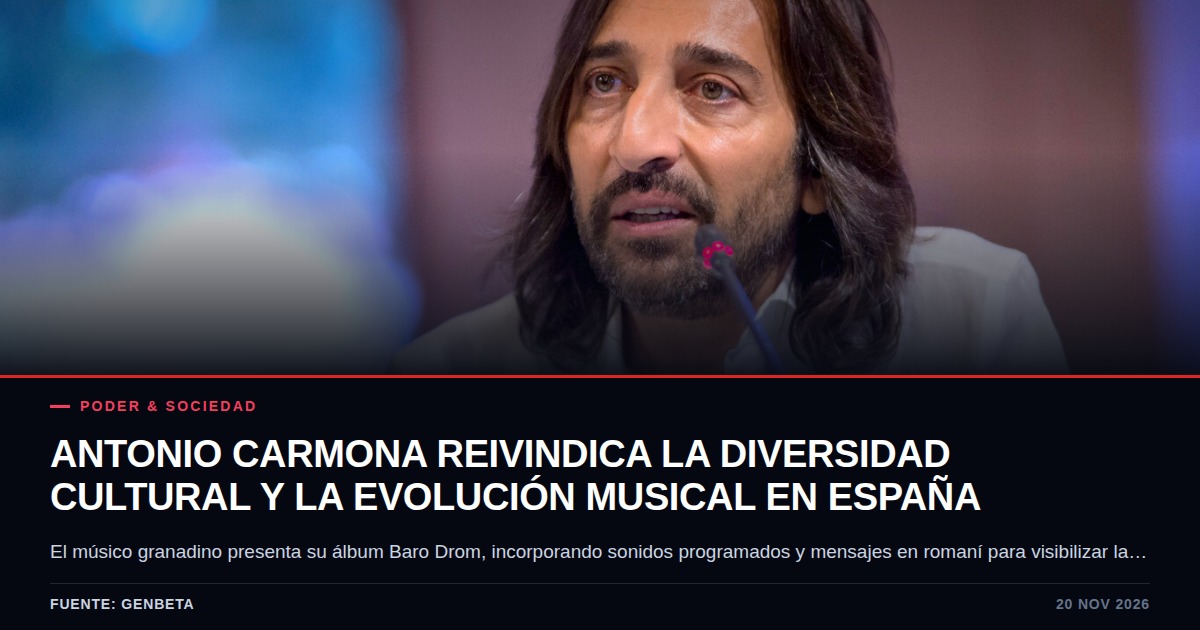 PODER & SOCIEDAD
ANTONIO CARMONA REIVINDICA LA DIVERSIDAD
CULTURAL Y LA EVOLUCIÓN MUSICAL EN ESPAÑA
El músico granadino presenta su álbum Baro Drom, incorporando sonidos programados y mensajes en romaní para visibilizar la…
FUENTE: GENBETA
20 NOV 2026